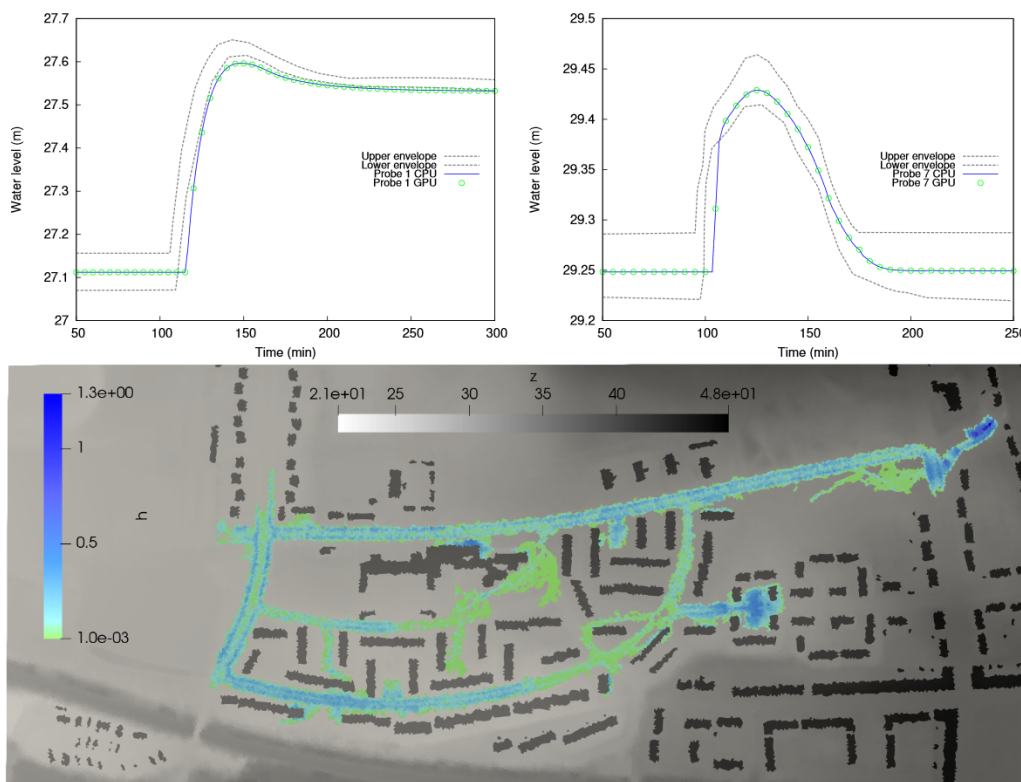 27.7
27.6
27.5
27.4
27.3
27.2
27.1
27
Water level (m)
50 100 150 200 250 300
Time (min)
Upper envelope
Lower envelope
Probe 1 CPU
Probe 1 GPU
29.5
29.45
29.4
29.35
29.3
29.25
29.2
Water level (m)
50 100 150 200 250
Time (min)
Upper envelope
Lower envelope
Probe 7 CPU
Probe 7 GPU
1.3e+00
1
0.5
1.0e-03
h
z
2.1e+01 25 30 35 40 4.8e+01